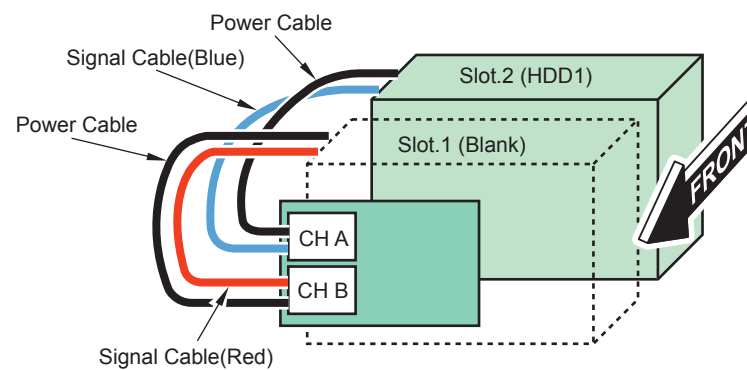 Power Cable
Signal Cable(Blue)
Slot.2 (HDD1)
Power Cable
Slot.1 (Blank)
FRONT
CH A
CH B
Signal Cable(Red)